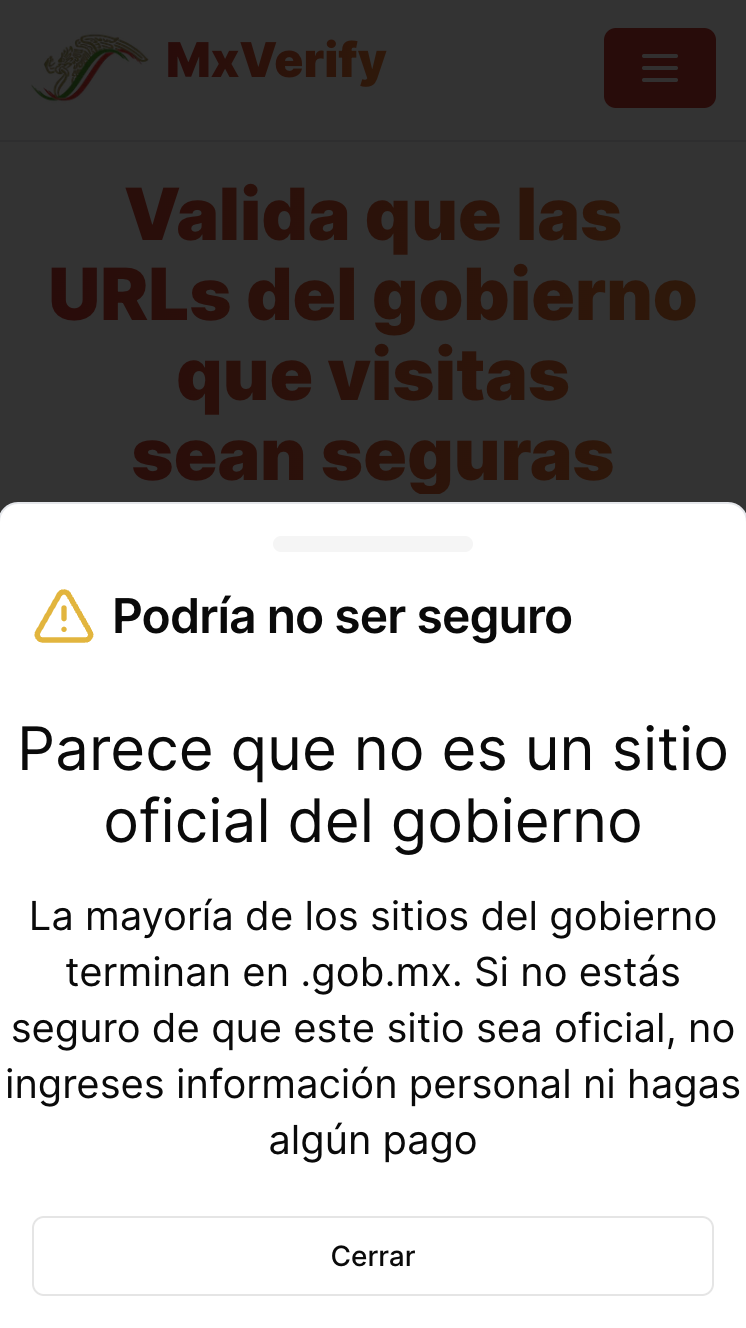 MxVerify
Valida que las
URLs del gobierno
que visitas
sean seguras
Podría no ser seguro
Parece que no es un sitio
oficial del gobierno
La mayoría de los sitios del gobierno
terminan en .gob.mx. Si no estás
seguro de que este sitio sea oficial, no
ingreses información personal ni hagas
algún pago
Cerrar